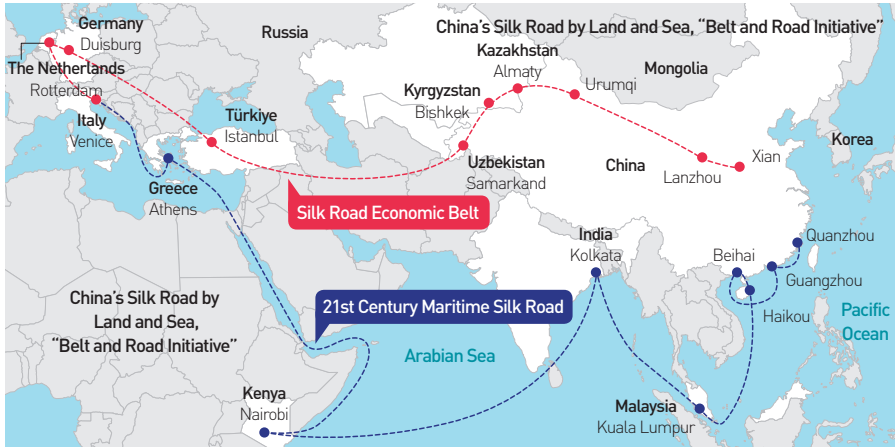 China's Silk Road by Land and Sea, "Belt and Road Initiative"
Germany
Duisburg
Russia
The Netherlands
Rotterdam
Kazakhstan
Almaty
Mongolia
Kyrgyzstan
Bishkek
Urumqi
Italy
Venice
Türkiye
Istanbul
Uzbekistan
Samarkand
China
Lanzhou
Xian
Korea
Greece
Athens
Silk Road Economic Belt
India
Kolkata
Beihai
Quanzhou
Guangzhou
Haikou
China's Silk Road by
Land and Sea,
"Belt and Road Initiative"
21st Century Maritime Silk Road
Arabian Sea
Pacific
Ocean
Kenya
Nairobi
Malaysia
Kuala Lumpur